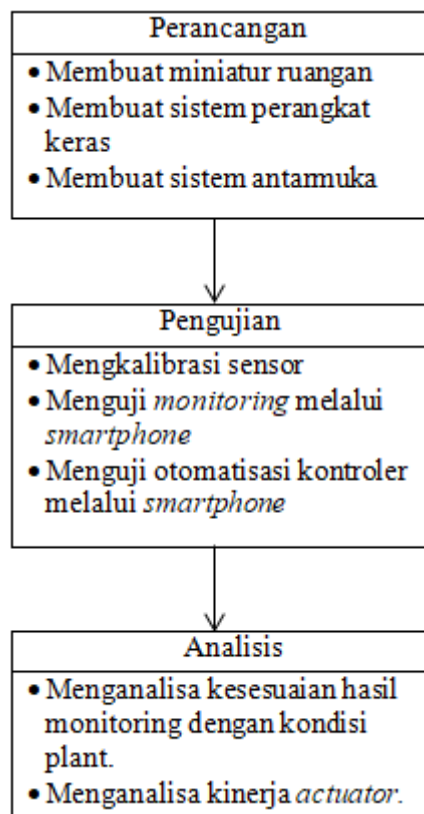 Perancangan
• Membuat miniatur ruangan
• Membuat sistem perangkat
keras
• Membuat sistem antarmuka
Pengujian
• Mengkalibrasi sensor
• Menguji monitoring melalui
smartphone
• Menguji otomatisasi kontroler
melalui smartphone
Analisis
• Menganalisa kesesuaian hasil
monitoring dengan kondisi
plant.
• Menganalisa kinerja actuator.